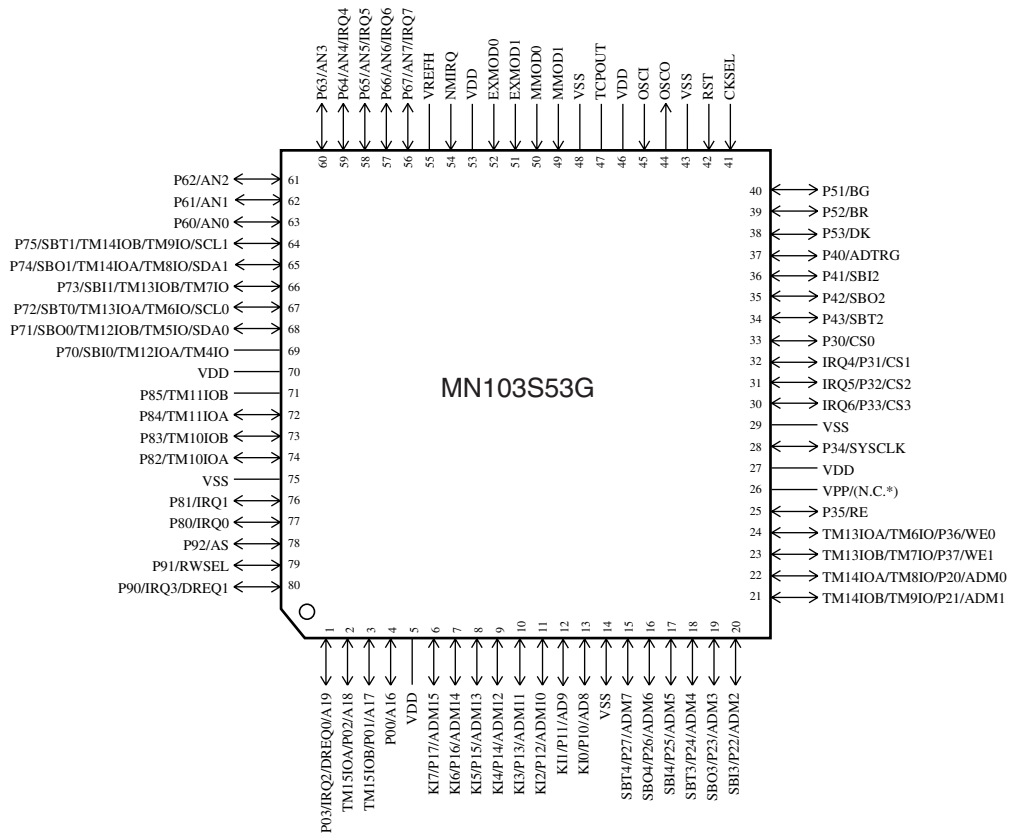 P63/AN3
P64/AN4/IRQ4
P65/AN5/IRQ5
P66/AN6/IRQ6
P67/AN7/IRQ7
VREFH
NMIRQ
VDD
EXMOD0
EXMOD1
MMOD0
MMOD1
VSS
TCPOUT
VDD
OSCI
OSCO
VSS
RST
CKSEL
60
59
58
57
56
55
54
53
52
51
50
49
48
47
46
45
44
43
42
41
P62/AN2 61
P61/AN1 62
P60/AN0 63
P75/SBT1/TM14IOB/TM9IO/SCL1 64
P74/SBO1/TM14IOA/TM8IO/SDA1 65
P73/SBI1/TM13IOB/TM7IO 66
P72/SBT0/TM13IOA/TM6IO/SCL0 67
P71/SBO0/TM12IOB/TM5IO/SDA0 68
P70/SBI0/TM12IOA/TM4IO 69
VDD 70
P85/TM11IOB 71
P84/TM11IOA 72
P83/TM10IOB 73
P82/TM10IOA 74
VSS 75
P81/IRQ1 76
P80/IRQ0 77
P92/AS 78
P91/RWSEL 79
P90/IRQ3/DREQ1 80
MN103S53G
40 P51/BG
39 P52/BR
38 P53/DK
37 P40/ADTRG
36 P41/SBI2
35 P42/SBO2
34 P43/SBT2
33 P30/CS0
32 IRQ4/P31/CS1
31 IRQ5/P32/CS2
30 IRQ6/P33/CS3
29 VSS
28 P34/SYSCLK
27 VDD
26 VPP/(N.C.*)
25 P35/RE
24 TM13IOA/TM6IO/P36/WE0
23 TM13IOB/TM7IO/P37/WE1
22 TM14IOA/TM8IO/P20/ADM0
21 TM14IOB/TM9IO/P21/ADM1
1
2
3
4
5
6
7
8
9
10
11
12
13
14
15
16
17
18
19
20
P03/IRQ2/DREQ0/A19
TM15IOA/P02/A18
TM15IOB/P01/A17
P00/A16
VDD
KI7/P17/ADM15
KI6/P16/ADM14
KI5/P15/ADM13
KI4/P14/ADM12
KI3/P13/ADM11
KI2/P12/ADM10
KI1/P11/AD9
KI0/P10/AD8
VSS
SBT4/P27/ADM7
SBO4/P26/ADM6
SBI4/P25/ADM5
SBT3/P24/ADM4
SBO3/P23/ADM3
SBI3/P22/ADM2